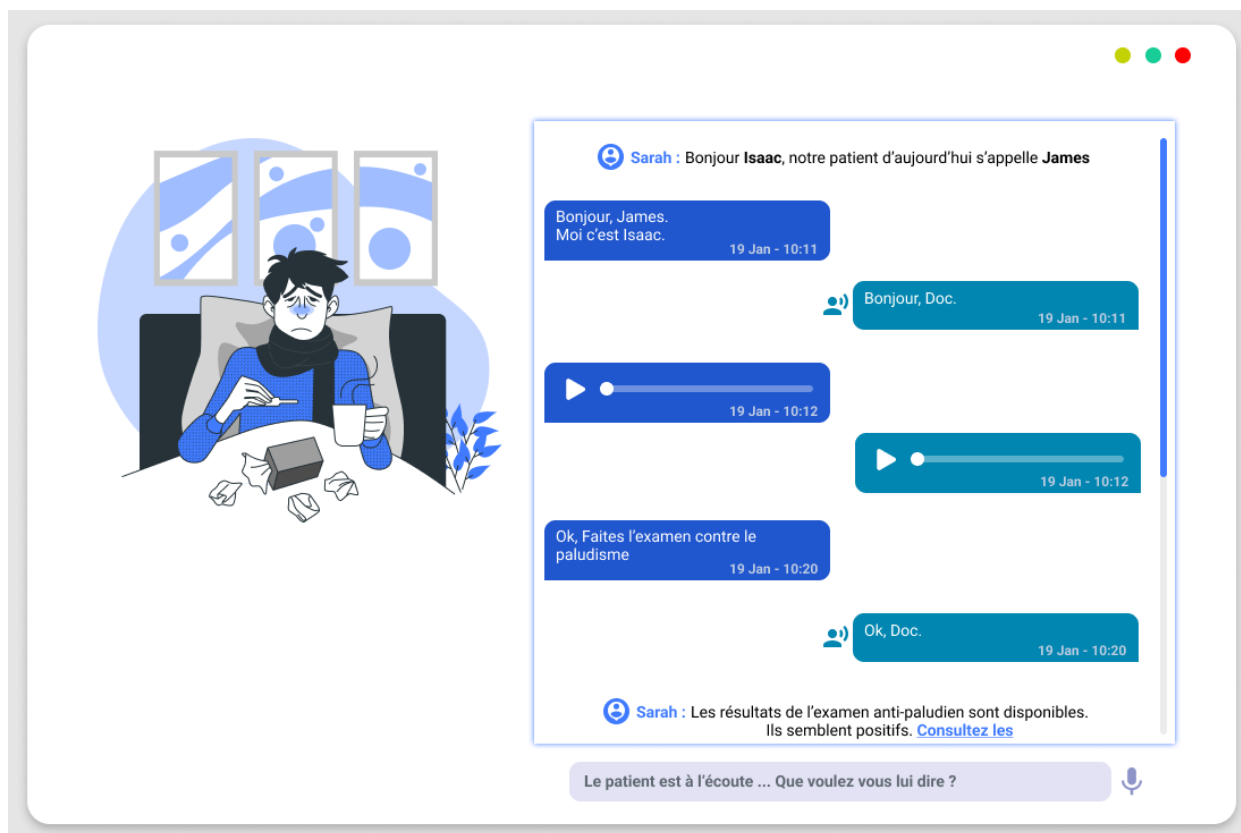 Sarah : Bonjour Isaac, notre patient d'aujourd'hui s'appelle James
Bonjour, James.
Moi c'est Isaac.
19 Jan - 10:11
Bonjour, Doc.
19 Jan - 10:11
19 Jan - 10:12
19 Jan - 10:12
Ok, Faites l'examen contre le
paludisme
19 Jan - 10:20
Ok, Doc.
19 Jan - 10:20
Sarah : Les résultats de l'examen anti-paludien sont disponibles.
Ils semblent positifs. Consultez les
Le patient est à l'écoute ... Que voulez vous lui dire ?